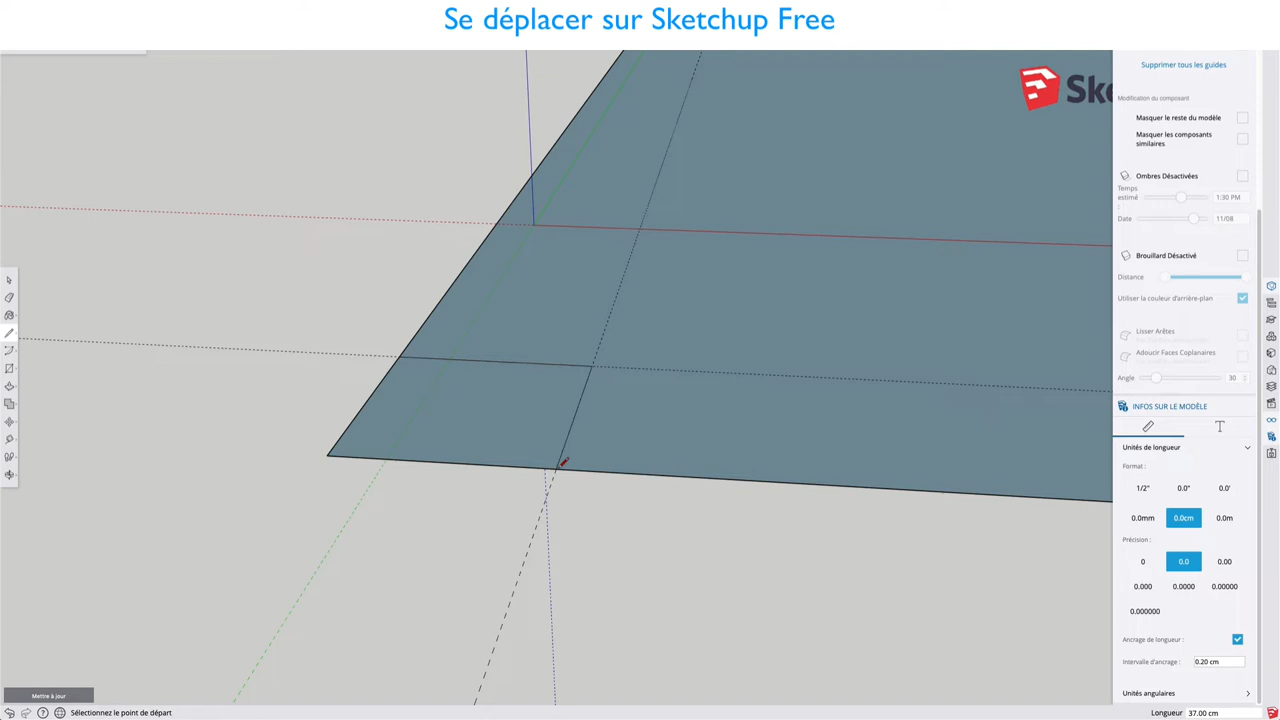 Se déplacer sur Sketchup Free
Ske
Supprimer tous les guides
Modification du composant
Masquer le reste du modèle
Masquer les composants
similaires
Ombres Désactivées
Temps
estimé
:
1:30 PM
Date
11/08
Brouillard Désactivé
Distance
Utiliser la couleur d'arrière-plan
Lisser Arêtes
Adoucir Faces Coplanaires
Angle
30
INFOS SUR LE MODÈLE
T
Unités de longueur
Format :
1/2" 0.0" 0.0'
0.0mm 0.0cm 0.0m
Précision :
0 0.0 0.00
0.000 0.0000 0.00000
0.000000
Ancrage de longueur :
Intervalle d'ancrage : 0.20 cm
Unités angulaires
Mettre à jour
Sélectionnez le point de départ
Longueur 37.00 cm